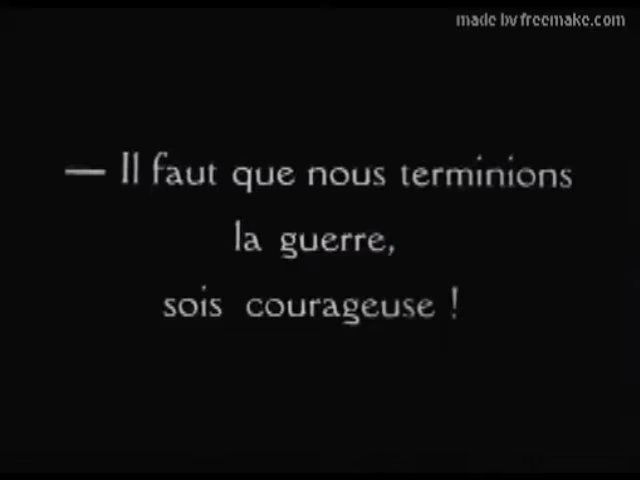 made by freemake.com
— Il faut que nous terminions
la guerre,
sois courageuse !